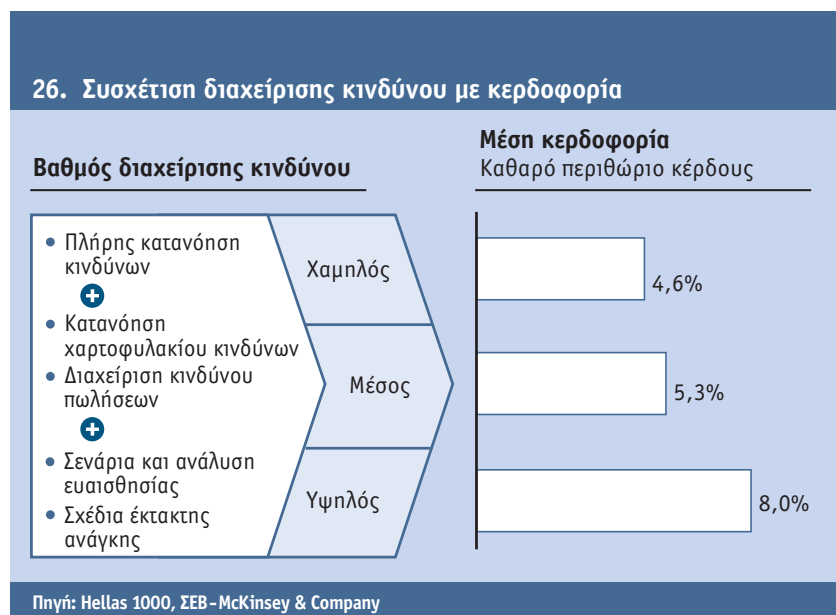 26. Συσχέτιση διαχείρισης κινδύνου με κερδοφορία
Βαθμός διαχείρισης κινδύνου
Μέση κερδοφορία
Καθαρό περιθώριο κέρδους
• Πλήρης κατανόηση
κινδύνων
+
• Κατανόηση
χαρτοφυλακίου κινδύνων
• Διαχείριση κινδύνου
πωλήσεων
+
• Σενάρια και ανάλυση
ευαισθησίας
• Σχέδια έκτακτης
ανάγκης
Χαμηλός
Μέσος
Υψηλός
4,6%
5,3%
8,0%
Πηγή: Hellas 1000, ΣΕΒ-McKinsey & Company